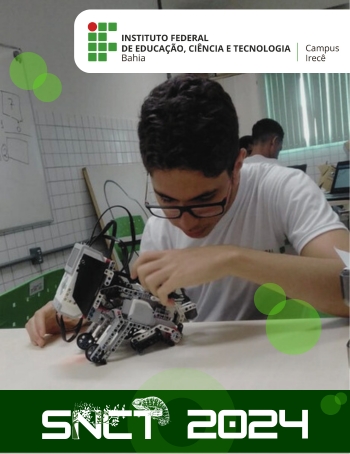 INSTITUTO FEDERAL
DE EDUCAÇÃO, CIÊNCIA E TECNOLOGIA
Bahia
Campus
Irecê
SNCT 2024